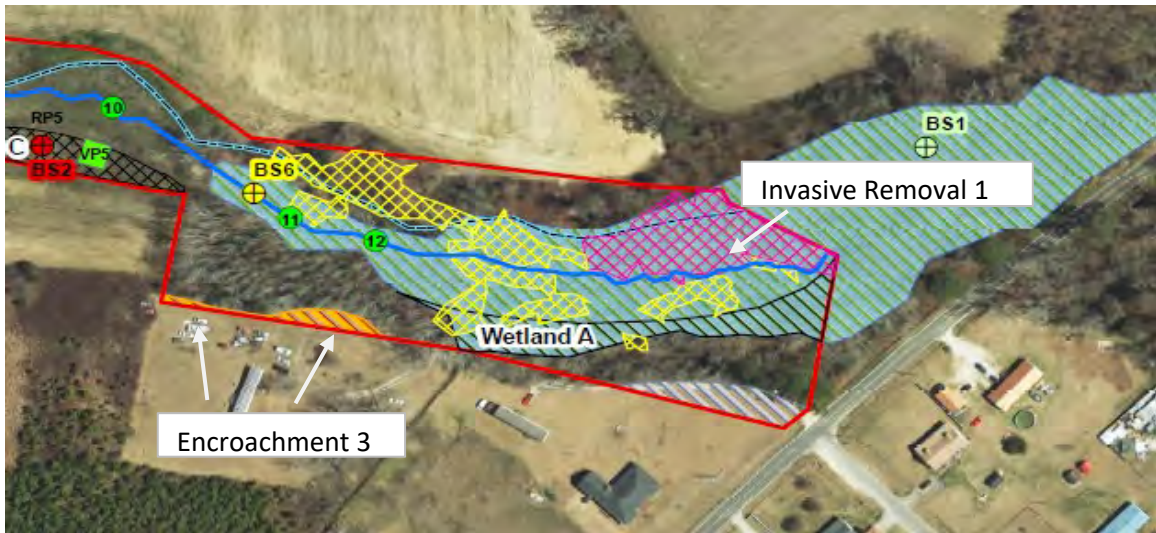 10
RP5
C
VP5
BS2
BS6
11
12
BS1
Invasive Removal 1
Wetland A
Encroachment 3